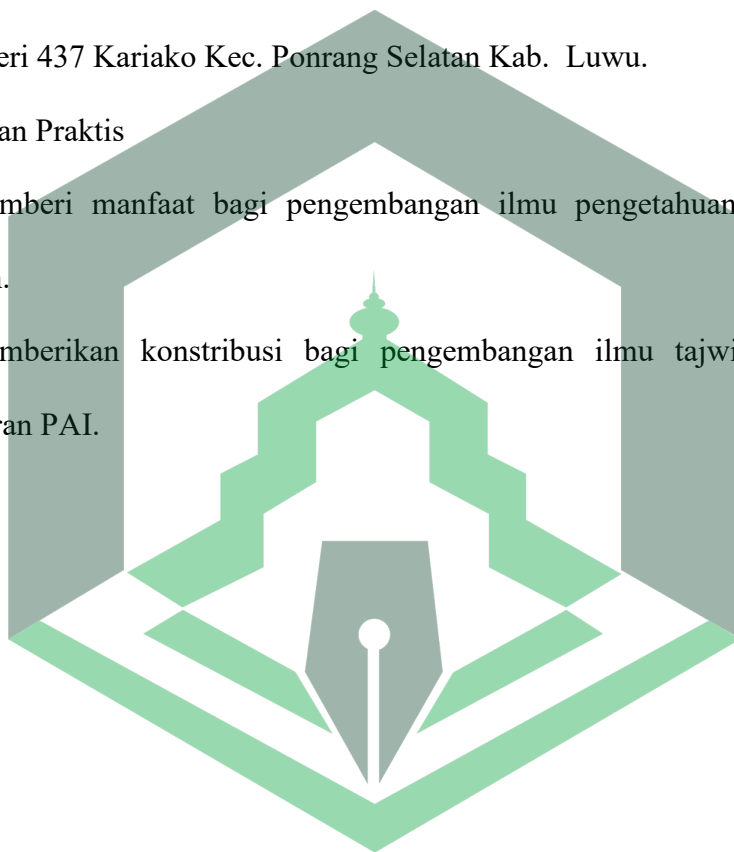 eri 437 Kariako Kec. Ponrang Selatan Kab. Luwu.
an Praktis
mberi manfaat bagi pengembangan ilmu pengetahuan
.
mberikan konstribusi bagi pengembangan ilmu tajwi
ran PAI.